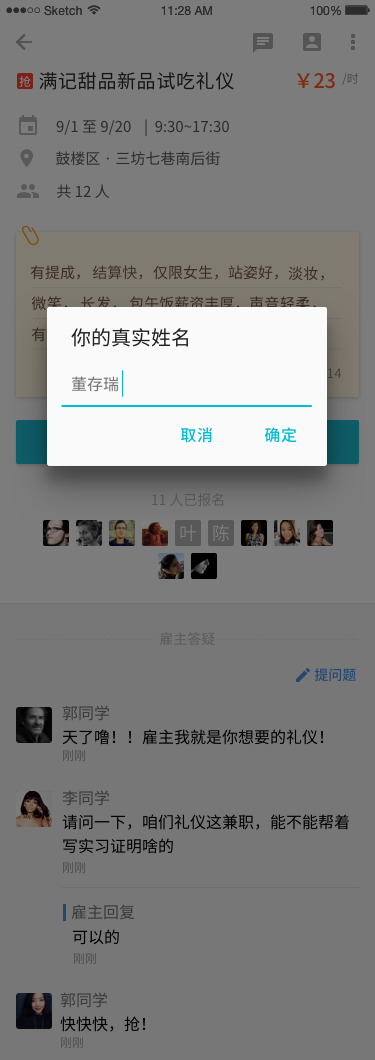 Sketch 11:28 AM 100%
抢 满记甜品新品试吃礼仪 ￥23 /时
9/1 至 9/20 | 9:30~17:30
鼓楼区 · 三坊七巷南后街
共 12 人
有提成，结算快，仅限女生，站姿好，淡妆，
微笑，长发，包午饭薪资丰厚，声音轻柔，
有
14
你的真实姓名
董存瑞
取消 确定
11 人已报名
叶 陈
雇主答疑
提问题
郭同学
天了噜！！雇主我就是你想要的礼仪！
刚刚
李同学
请问一下，咱们礼仪这兼职，能不能帮着
写实习证明啥的
刚刚
雇主回复
可以的
刚刚
郭同学
快快快，抢！
刚刚